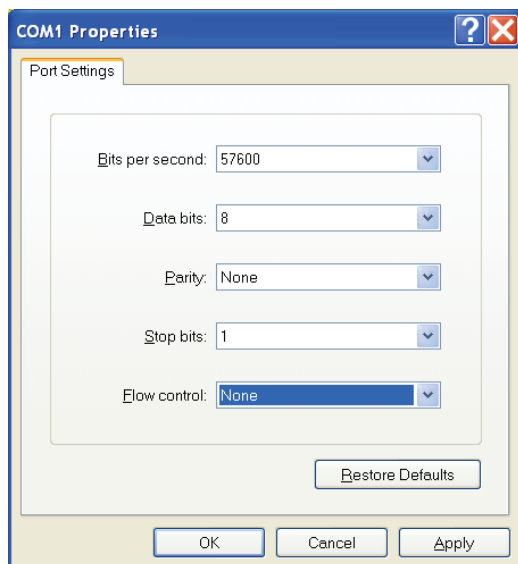 COM1 Properties
Port Settings
Bits per second: 57600
Data bits: 8
Parity: None
Stop bits: 1
Flow control: None
Restore Defaults
OK Cancel Apply